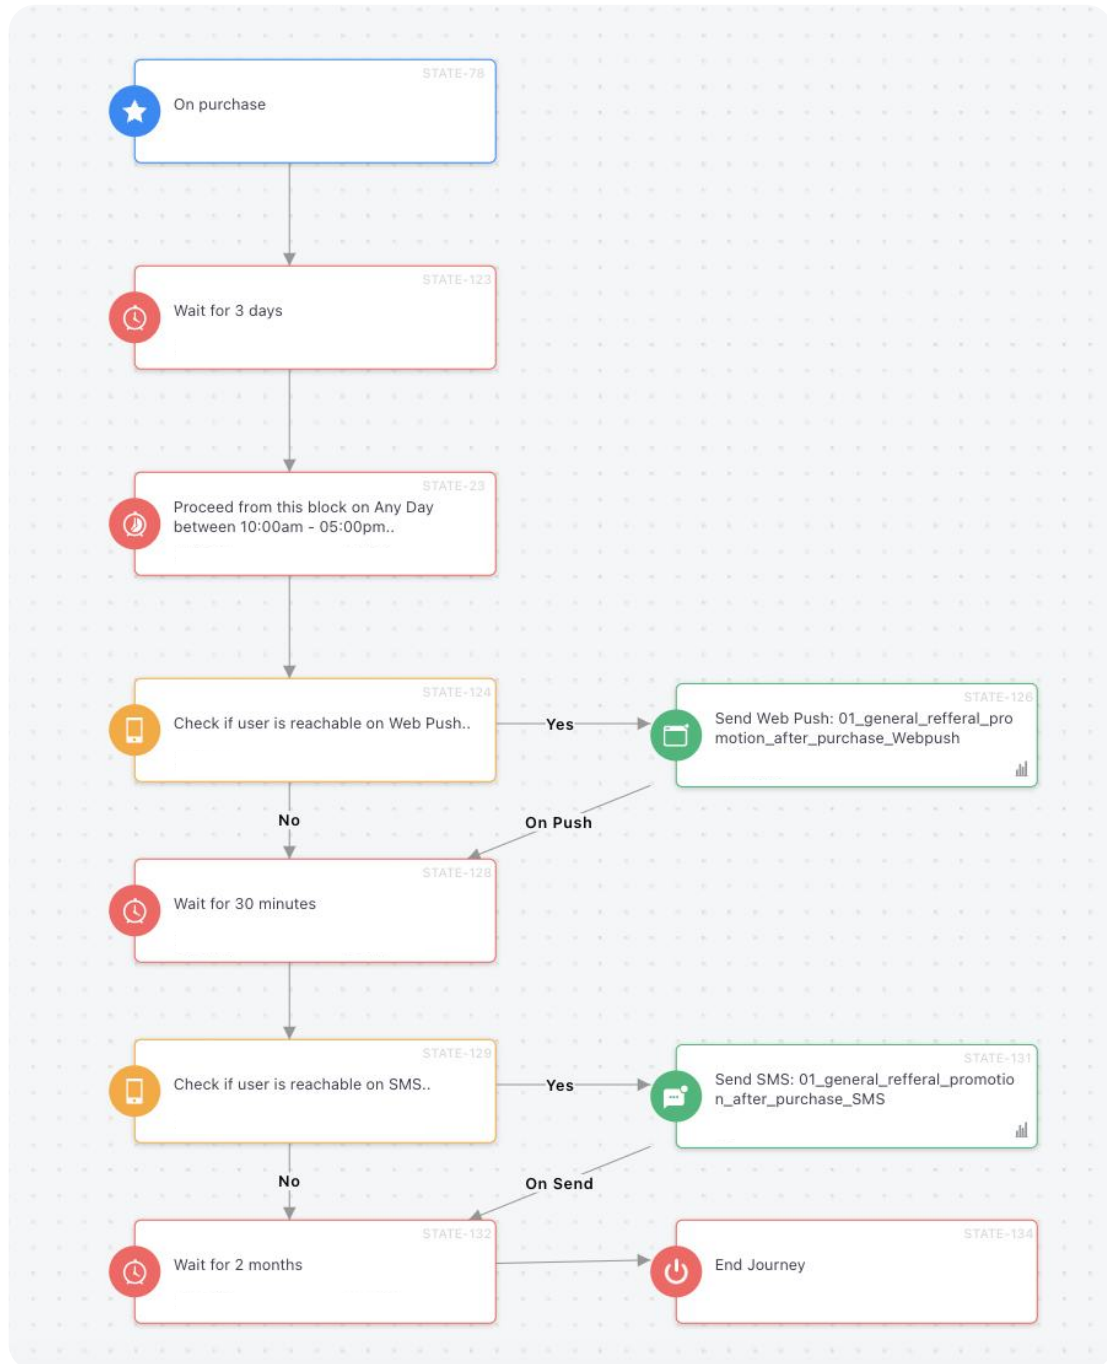 STATE-78
On purchase
STATE-123
Wait for 3 days
STATE-23
Proceed from this block on Any Day
between 10:00am - 05:00pm..
STATE-124
Check if user is reachable on Web Push..
Yes
STATE-126
Send Web Push: 01_general_refferal_pro
motion_after_purchase_Webpush
No
On Push
STATE-128
Wait for 30 minutes
STATE-129
Check if user is reachable on SMS..
Yes
STATE-131
Send SMS: 01_general_refferal_promotio
n_after_purchase_SMS
No
On Send
STATE-132
Wait for 2 months
STATE-134
End Journey